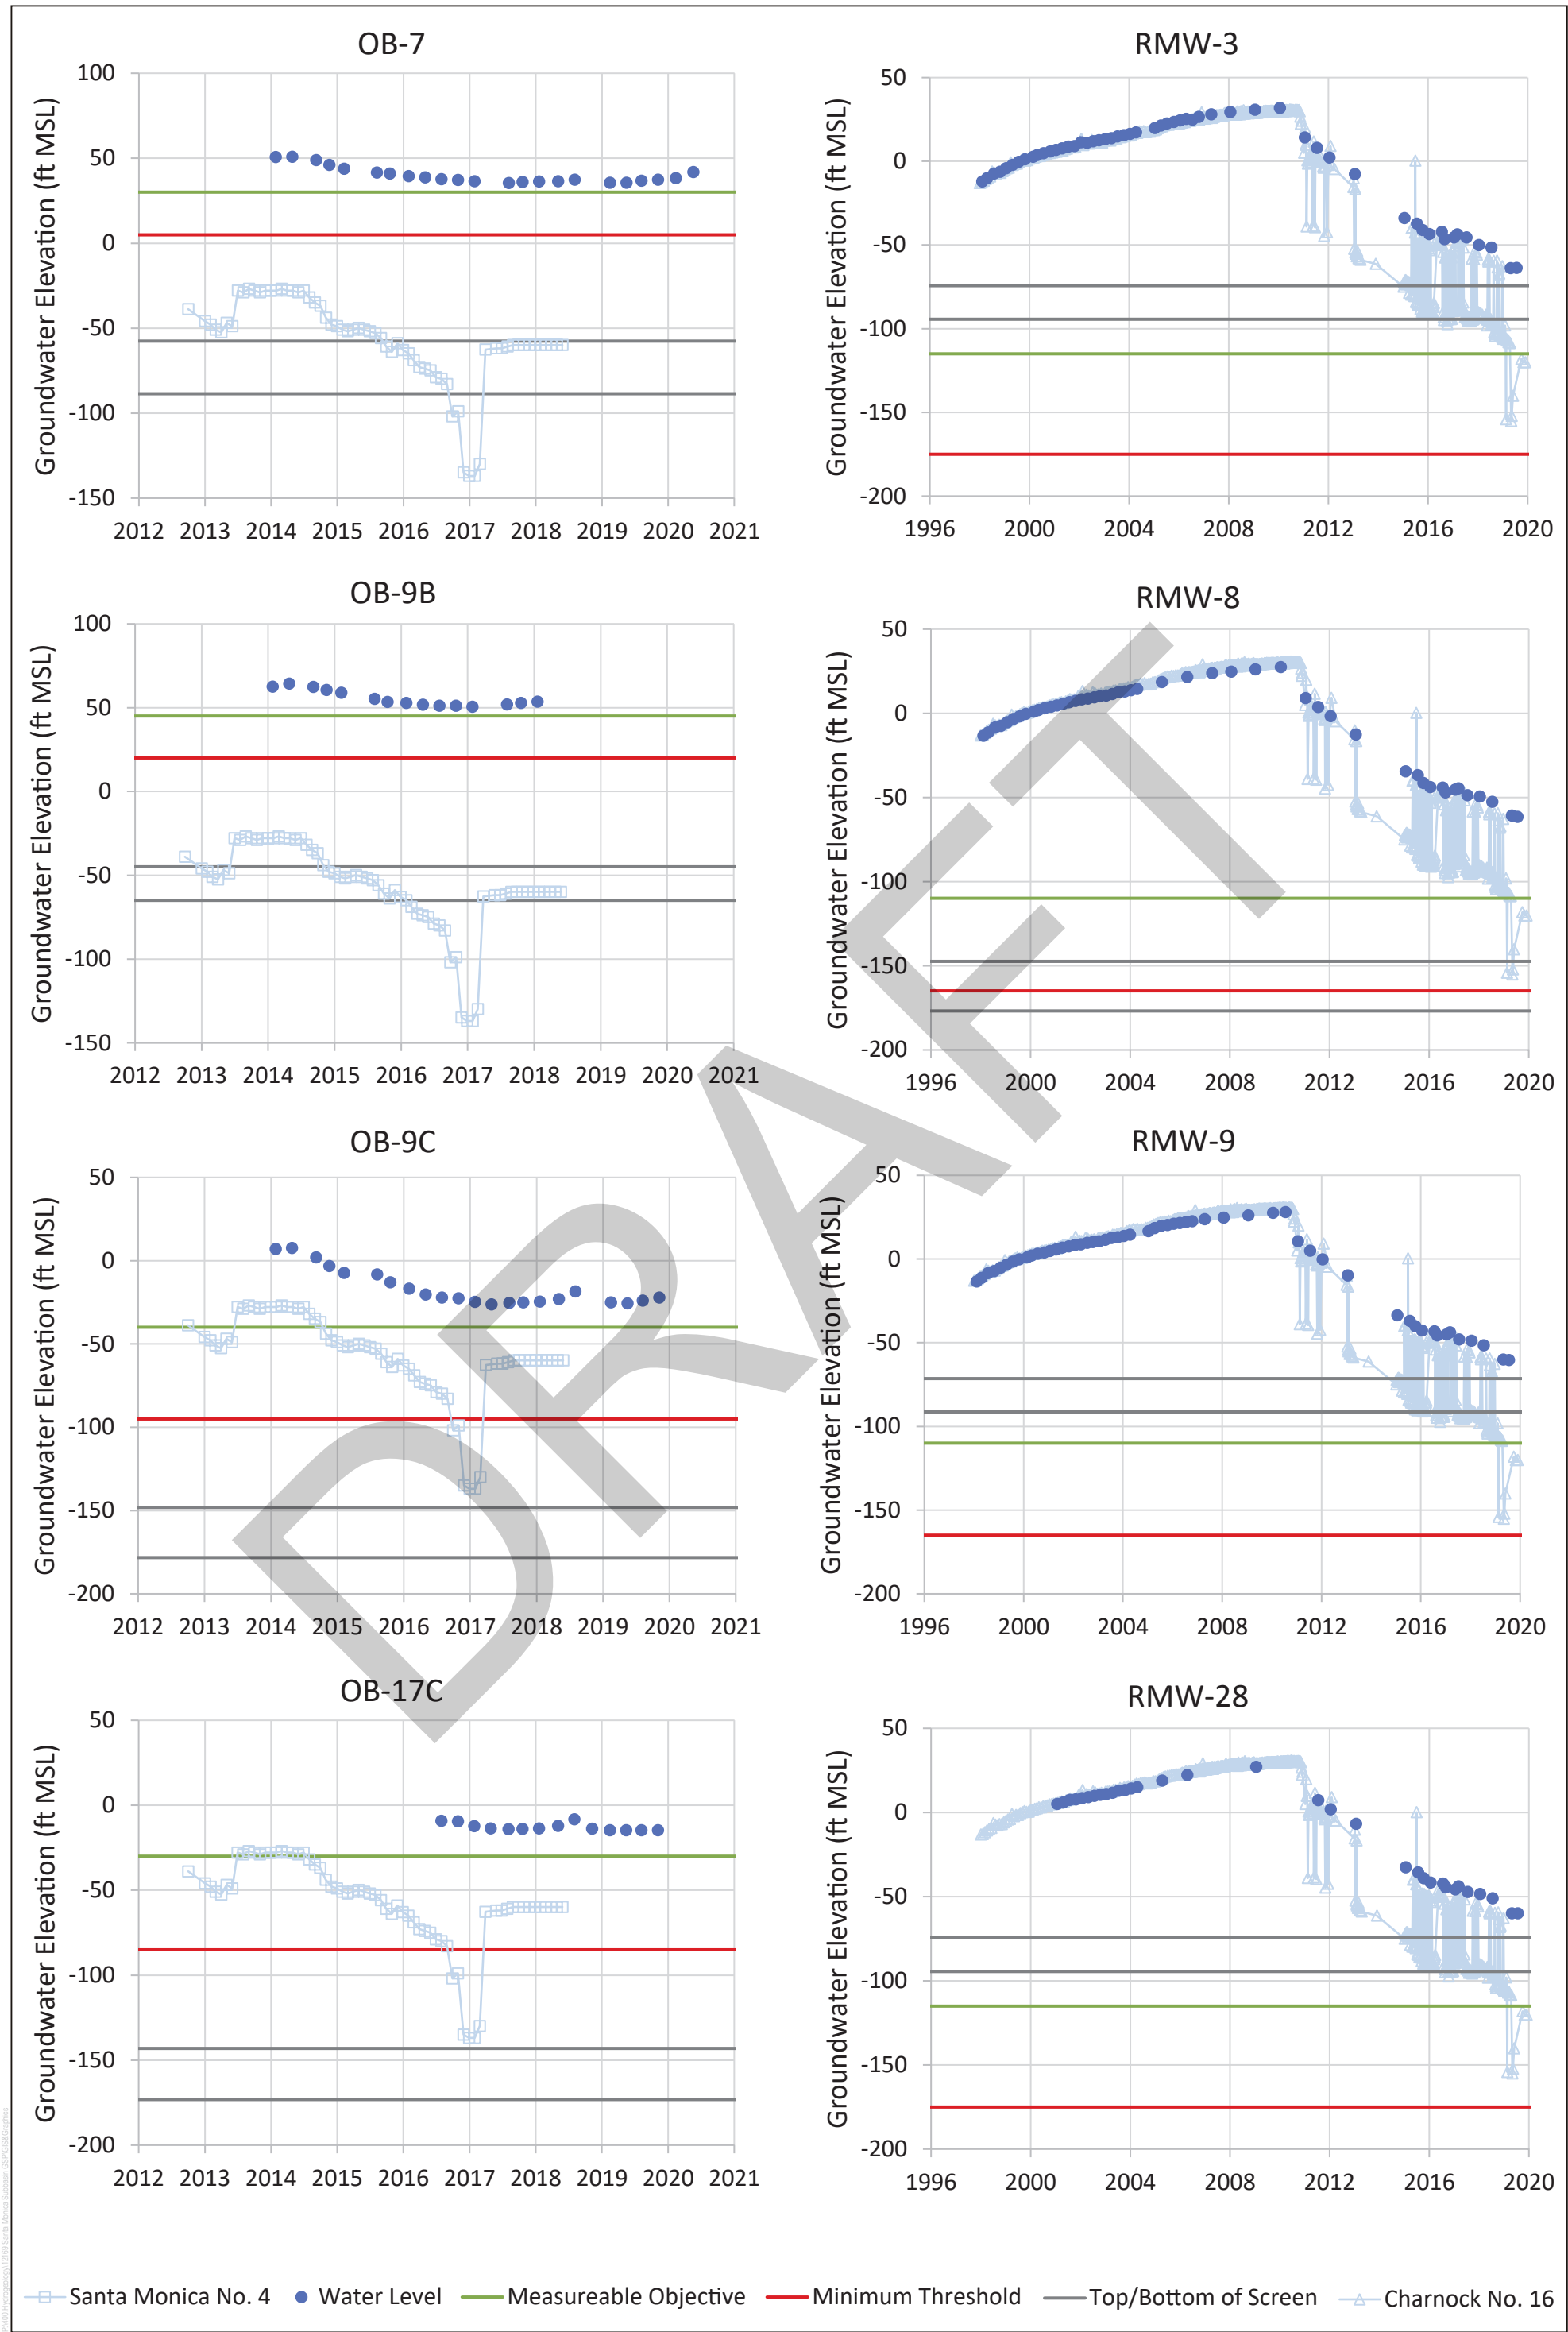 OB-7
Groundwater Elevation (ft MSL)
100
50
0
-50
-100
-150
2012 2013 2014 2015 2016 2017 2018 2019 2020 2021
RMW-3
Groundwater Elevation (ft MSL)
50
0
-50
-100
-150
-200
1996 2000 2004 2008 2012 2016 2020
OB-9B
Groundwater Elevation (ft MSL)
100
50
0
-50
-100
-150
2012 2013 2014 2015 2016 2017 2018 2019 2020 2021
RMW-8
Groundwater Elevation (ft MSL)
50
0
-50
-100
-150
-200
1996 2000 2004 2008 2012 2016 2020
OB-9C
Groundwater Elevation (ft MSL)
50
0
-50
-100
-150
-200
2012 2013 2014 2015 2016 2017 2018 2019 2020 2021
RMW-9
Groundwater Elevation (ft MSL)
50
0
-50
-100
-150
-200
1996 2000 2004 2008 2012 2016 2020
OB-17C
Groundwater Elevation (ft MSL)
50
0
-50
-100
-150
-200
2012 2013 2014 2015 2016 2017 2018 2019 2020 2021
RMW-28
Groundwater Elevation (ft MSL)
50
0
-50
-100
-150
-200
1996 2000 2004 2008 2012 2016 2020
DRAFT
Santa Monica No. 4 Water Level Measureable Objective Minimum Threshold Top/Bottom of Screen Charnock No. 16